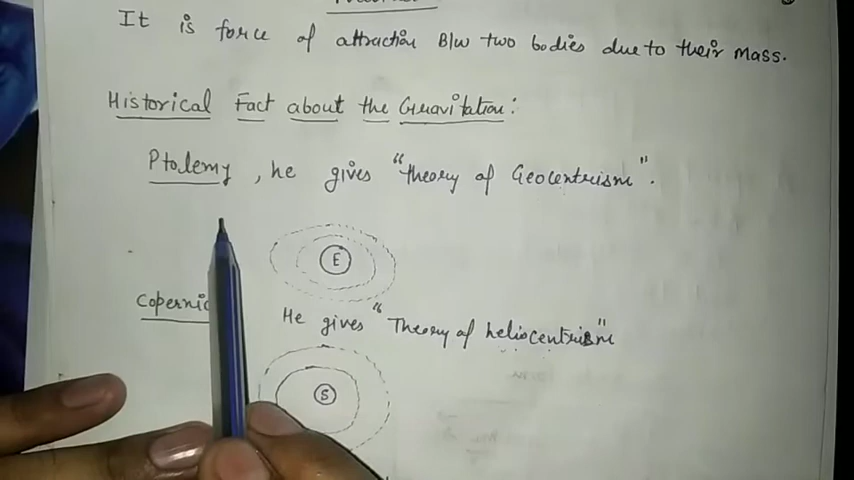 It is force of attraction B/w two bodies due to their mass.
Historical Fact about the Gravitation:
Ptolemy, he gives "theory of Geocentrism".
E
He gives "Theory of heliocentrism"
S